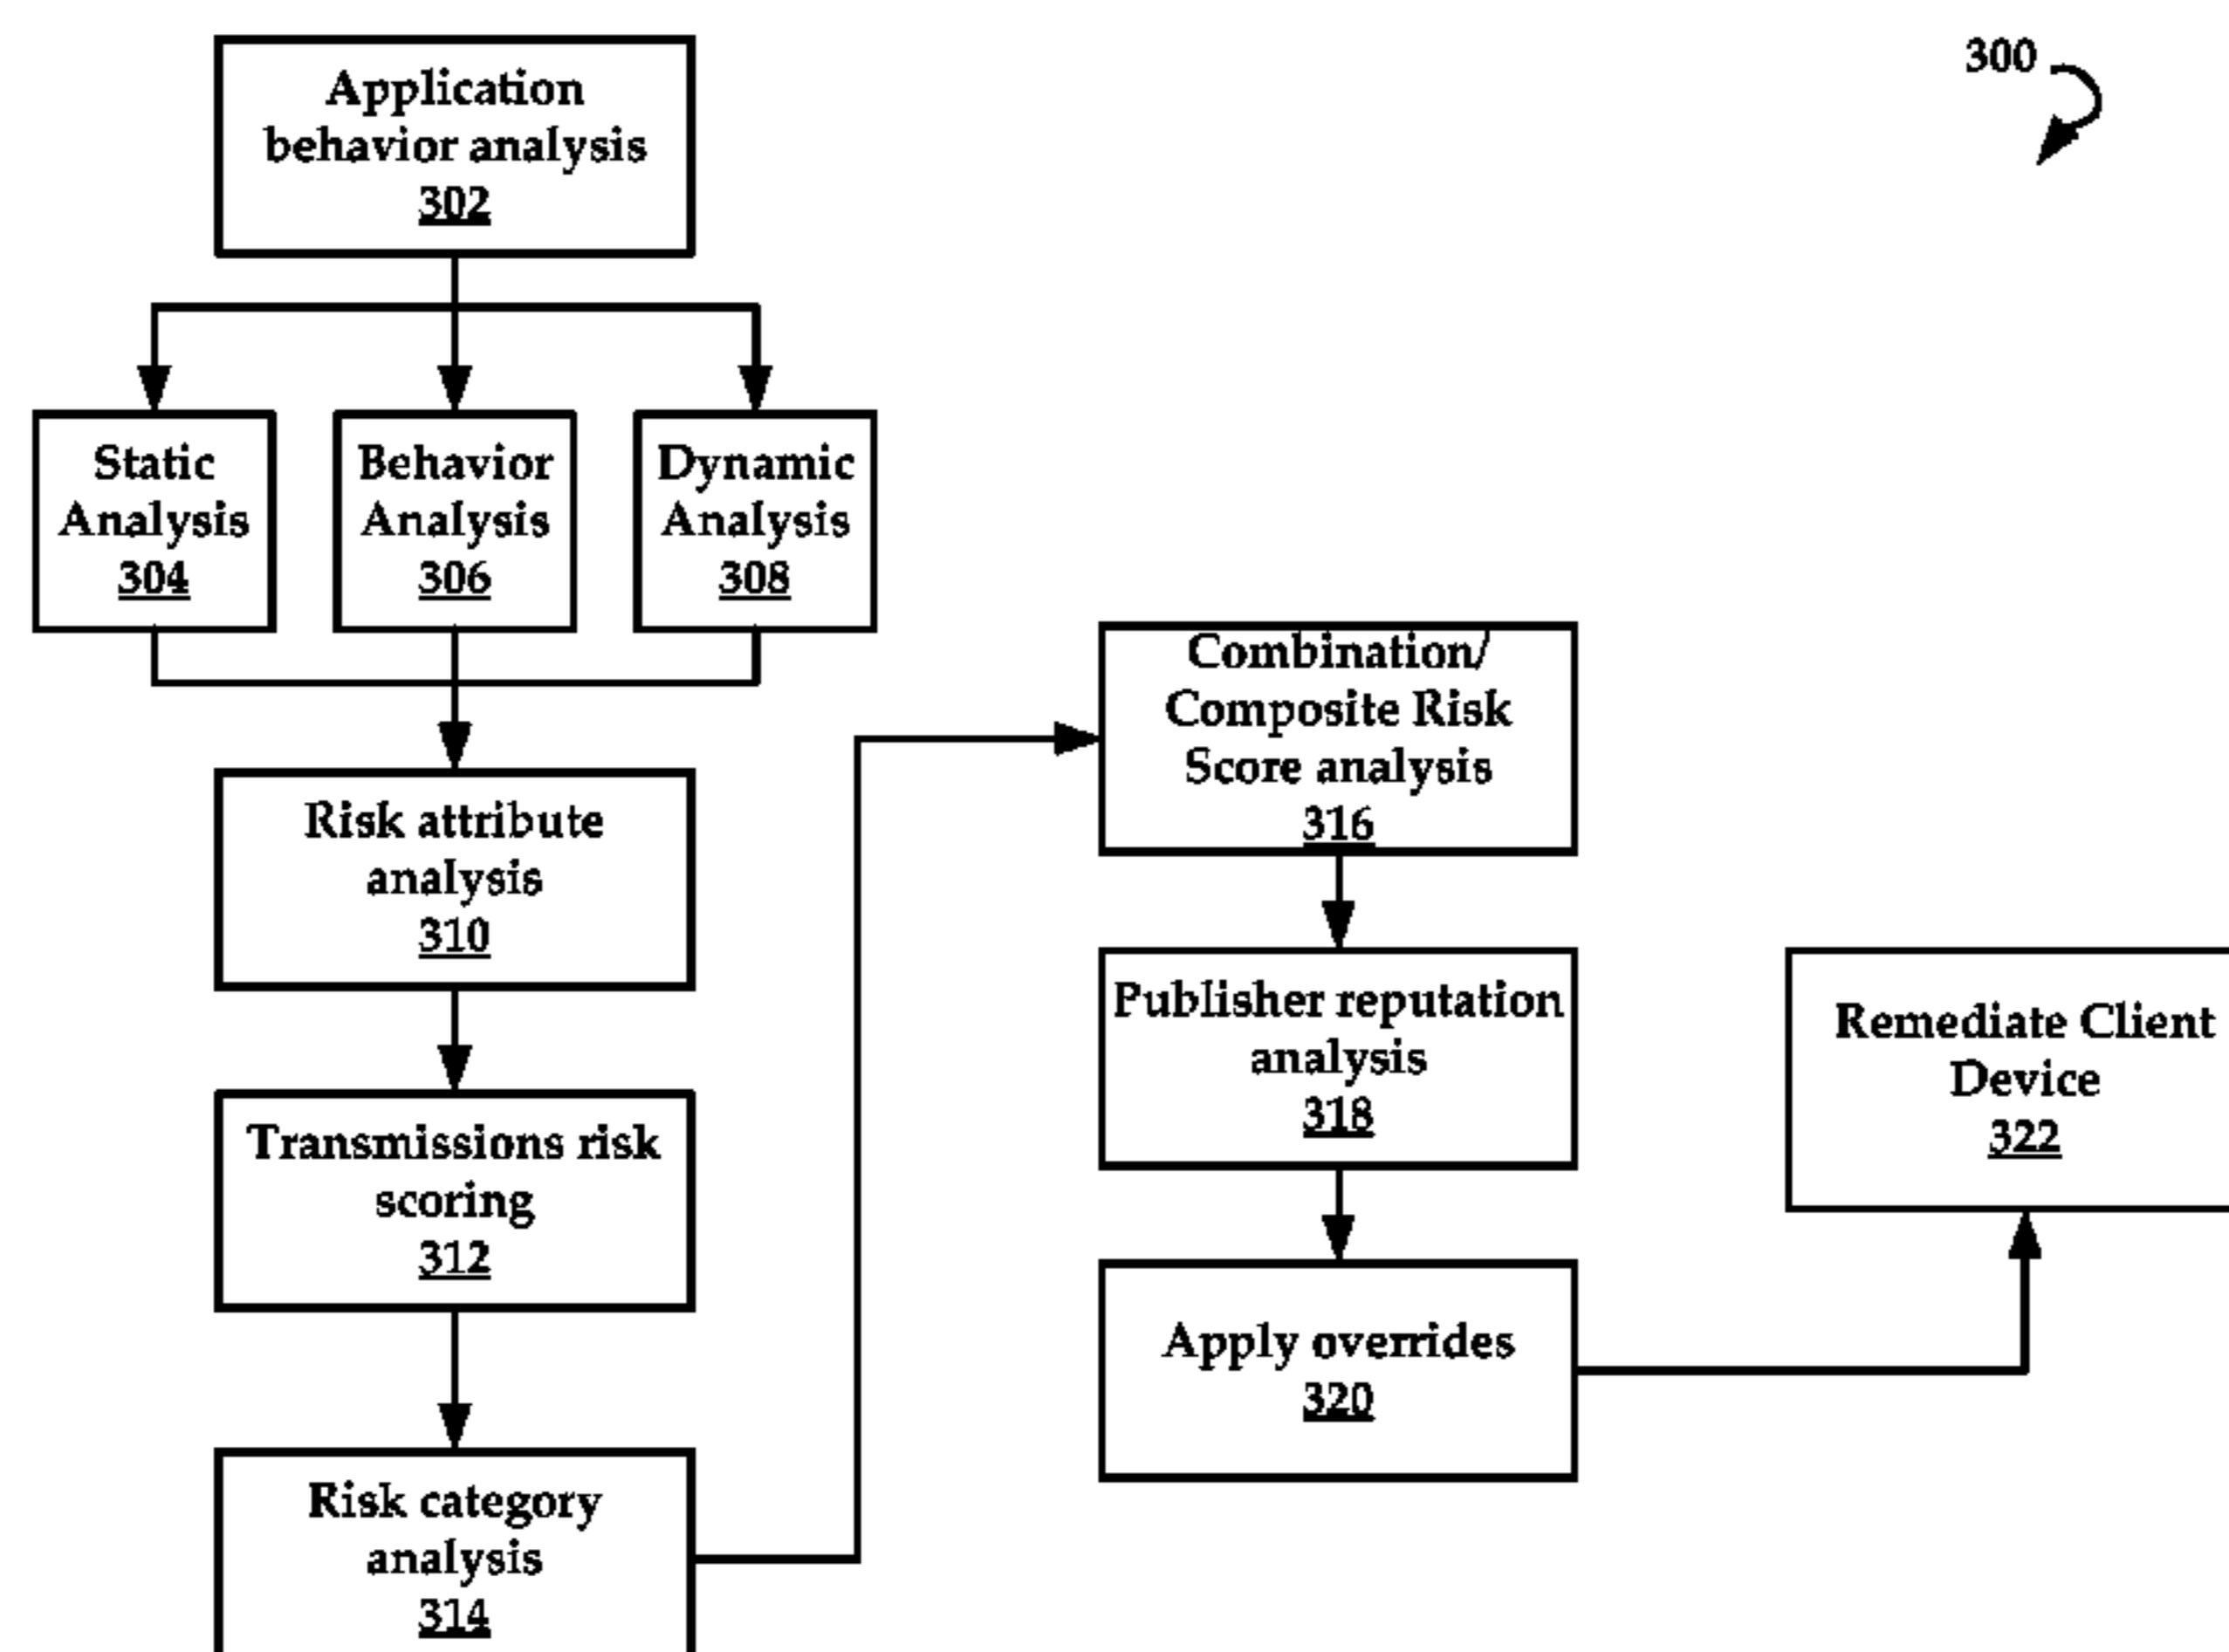 300
Application
behavior analysis
302
Static
Analysis
304
Behavior
Analysis
306
Dynamic
Analysis
308
Risk attribute
analysis
310
Transmissions risk
scoring
312
Risk category
analysis
314
Combination/
Composite Risk
Score analysis
316
Publisher reputation
analysis
318
Apply overrides
320
Remediate Client
Device
322